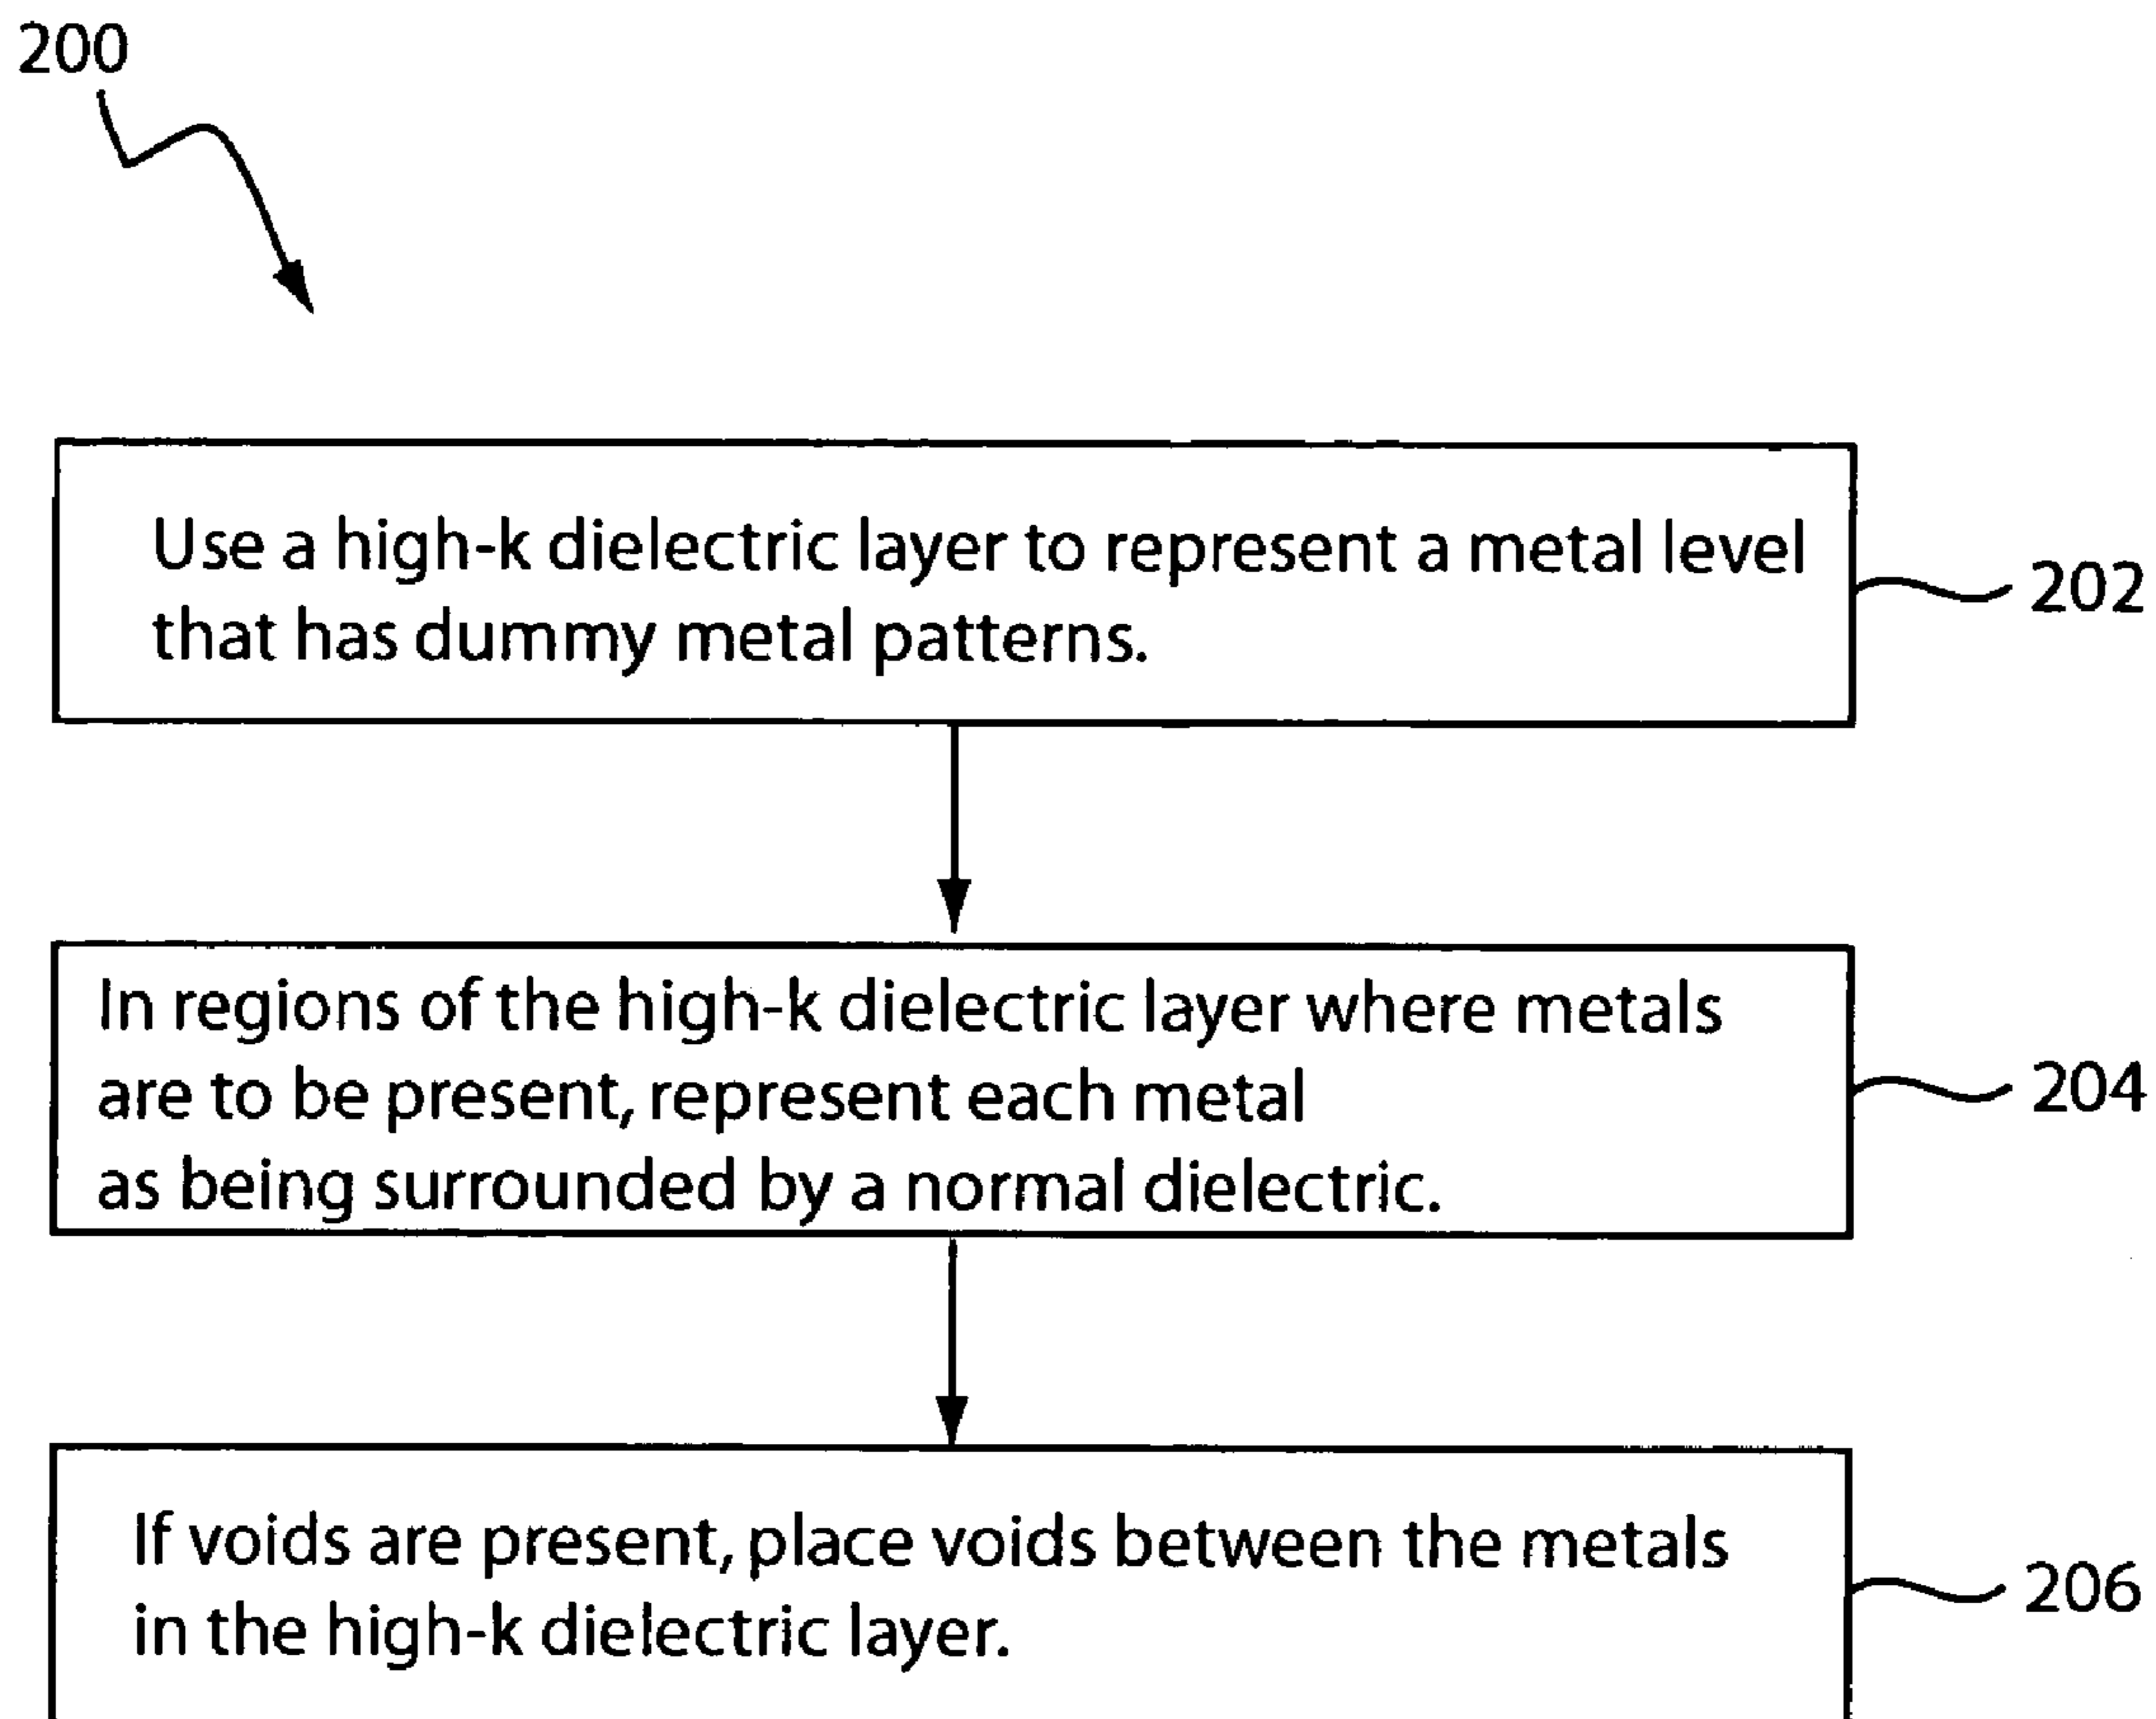 200
Use a high-k dielectric layer to represent a metal level
that has dummy metal patterns.
202
In regions of the high-k dielectric layer where metals
are to be present, represent each metal
as being surrounded by a normal dielectric.
204
If voids are present, place voids between the metals
in the high-k dielectric layer.
206